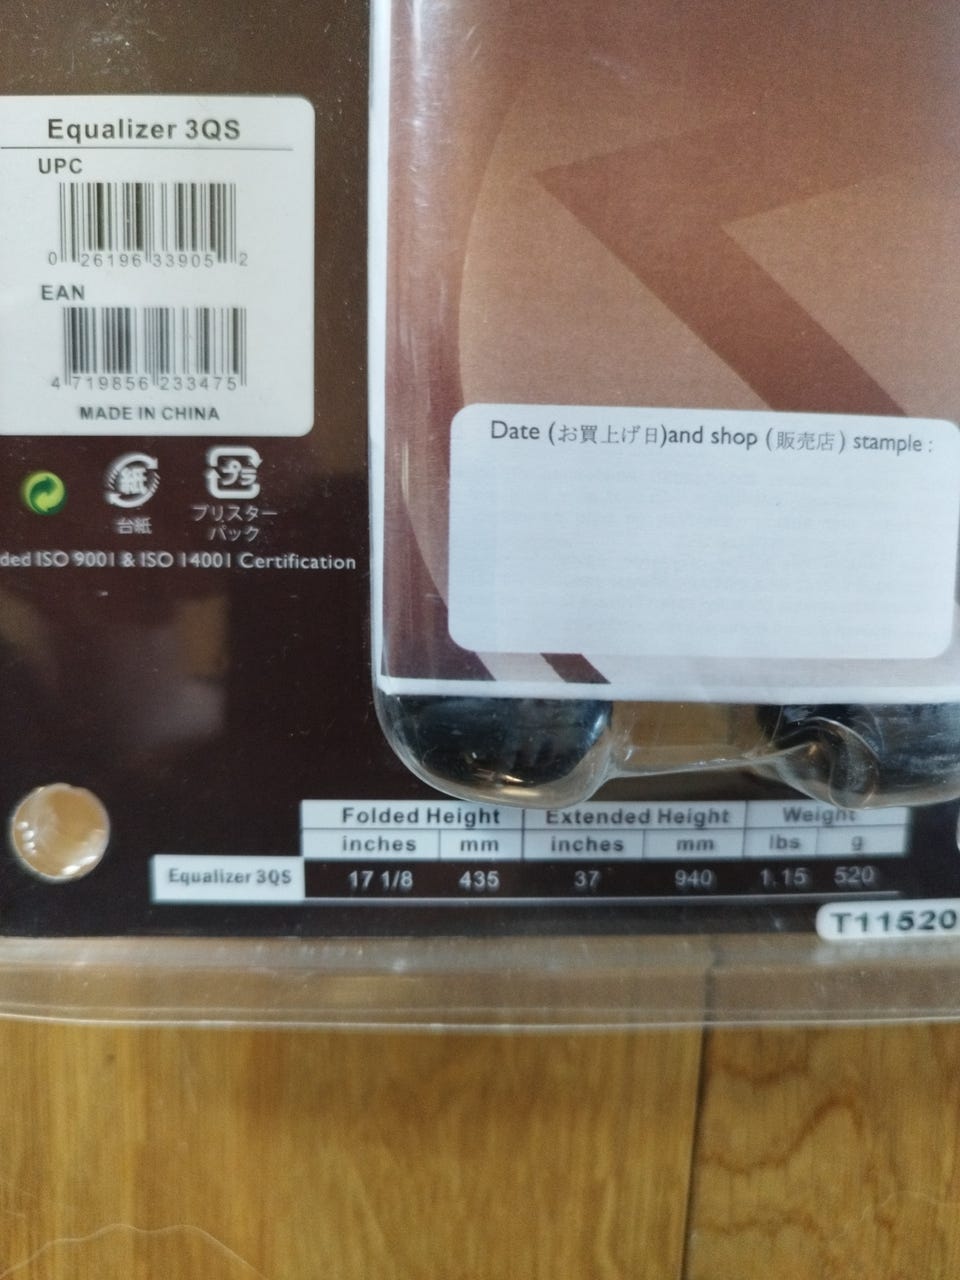 Equalizer 3QS
UPC
0 26196 33905 2
EAN
4 719856 233475
MADE IN CHINA
紙 プラ
台紙 ブリスター
パック
ded ISO 9001 & ISO 14001 Certification
Date (お買上げ日)and shop (販売店) stample :
Folded Height Extended Height Weight
inches mm inches mm lbs g
Equalizer 3QS 17 1/8 435 37 940 1.15 520
T11520